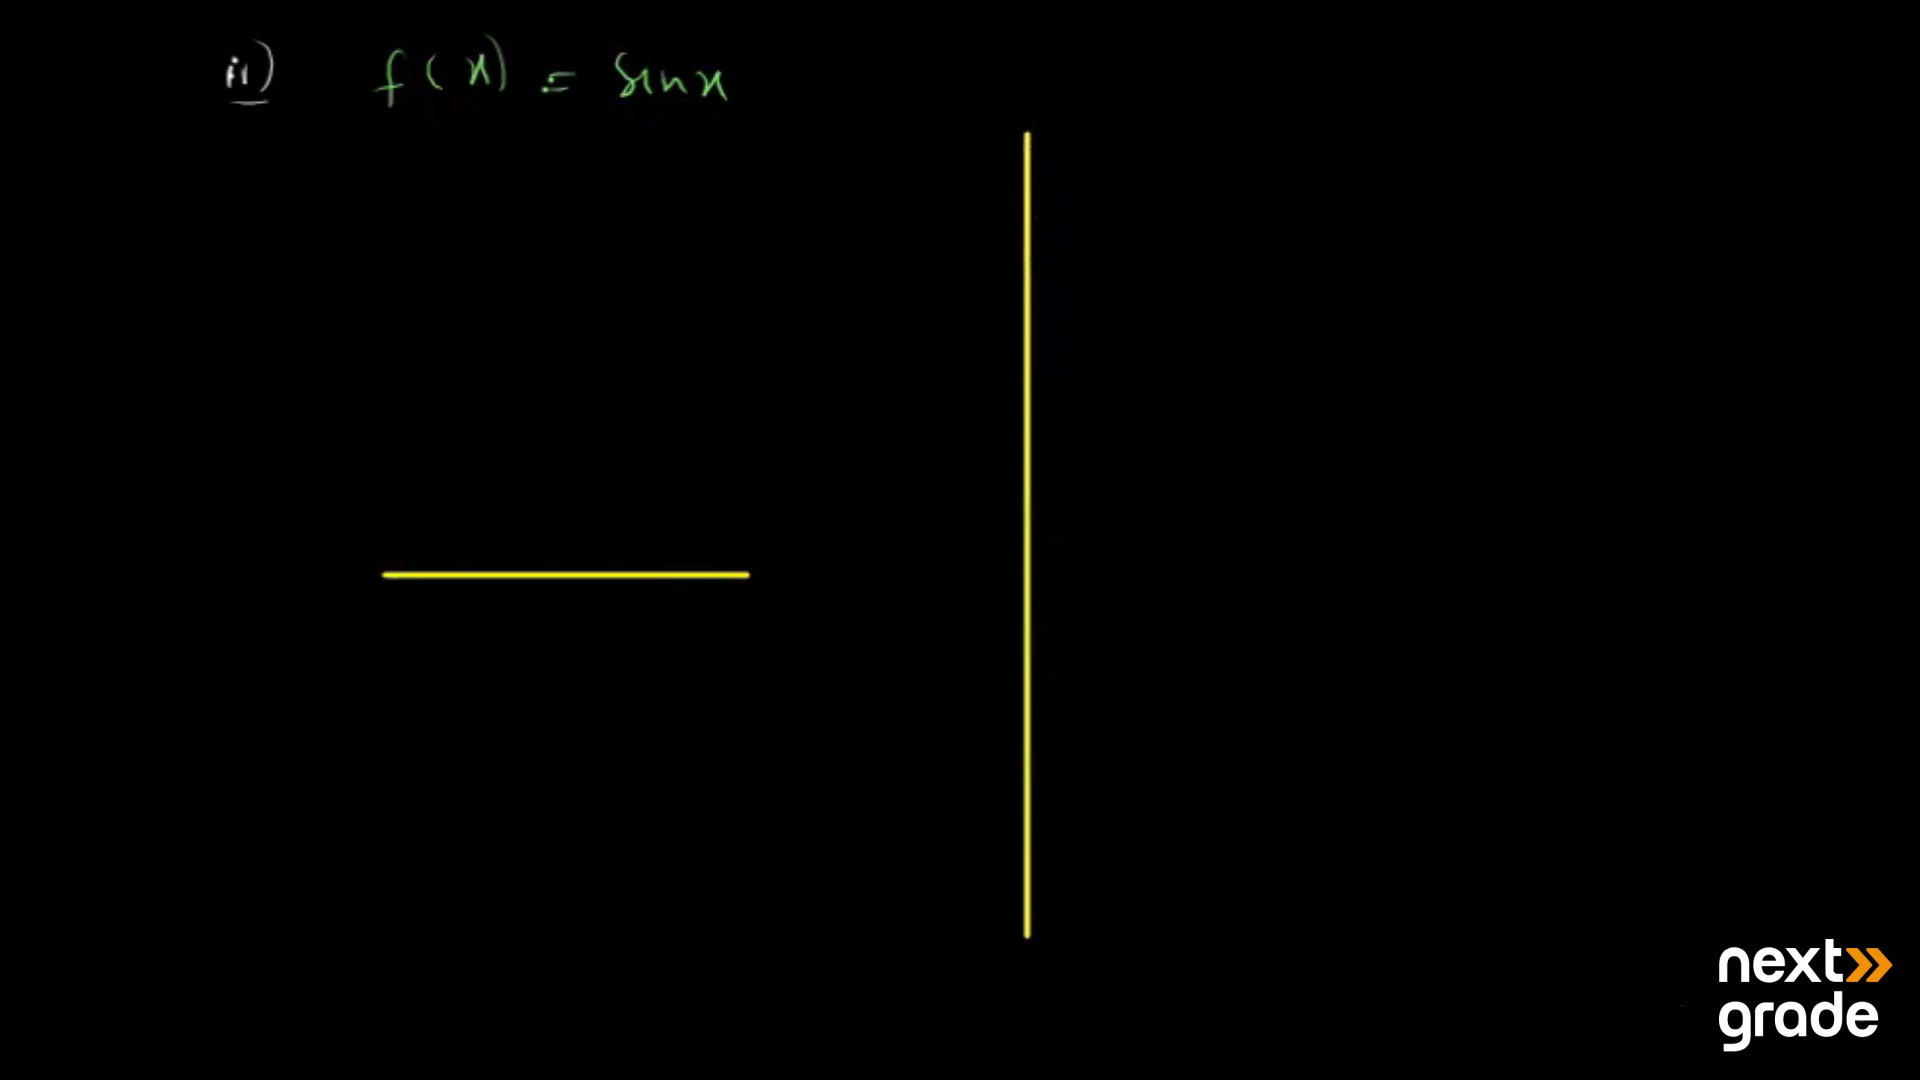 ii) f(x) = sinx
next
grade